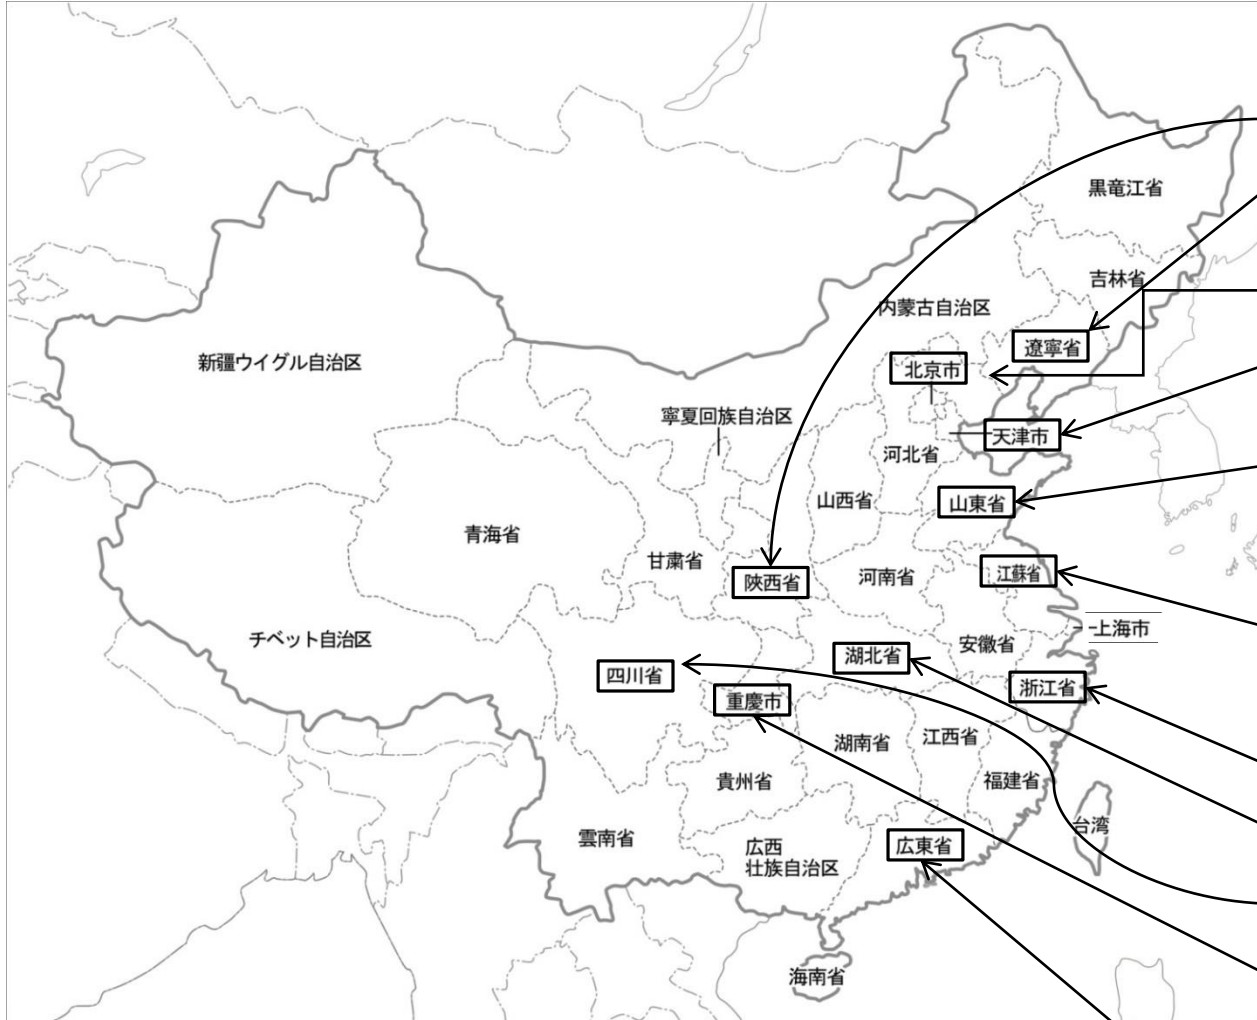 黒竜江省
吉林省
内蒙古自治区
遼寧省
新疆ウイグル自治区
北京市
寧夏回族自治区
天津市
河北省
山西省
山東省
青海省
甘粛省
陝西省
河南省
江蘇省
チベット自治区
安徽省
上海市
湖北省
四川省
浙江省
重慶市
湖南省
江西省
貴州省
福建省
雲南省
台湾
広西
壮族自治区
広東省
海南省